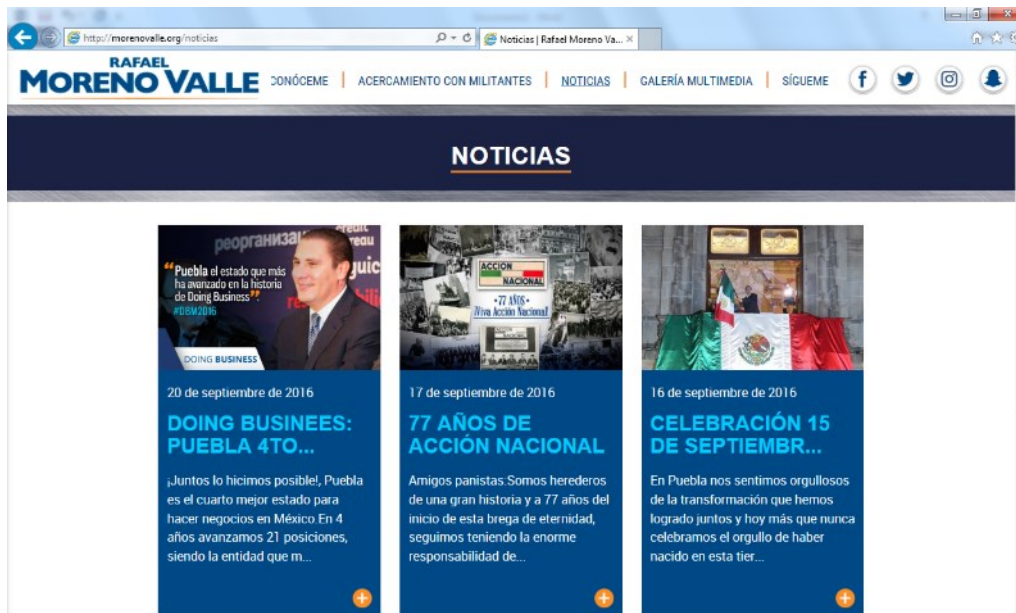 http://morenovalle.org/noticias
Noticias | Rafael Moreno Va...
RAFAEL
MORENO VALLE
CONÓCEME | ACERCAMIENTO CON MILITANTES | NOTICIAS | GALERÍA MULTIMEDIA | SÍGUEME
NOTICIAS
реорганиза
credit
reau
quic
“Puebla el estado que más
ha avanzado en la historia
de Doing Business”.
#DBM2016
DOING BUSINESS
20 de septiembre de 2016
DOING BUSINEES:
PUEBLA 4TO...
¡Juntos lo hicimos posible!, Puebla
es el cuarto mejor estado para
hacer negocios en México.En 4
años avanzamos 21 posiciones,
siendo la entidad que m...
ACCION
NACIONAL
•77 AÑOS•
¡Viva Acción Nacional!
17 de septiembre de 2016
77 AÑOS DE
ACCIÓN NACIONAL
Amigos panistas:Somos herederos
de una gran historia y a 77 años del
inicio de esta brega de eternidad,
seguimos teniendo la enorme
responsabilidad de...
16 de septiembre de 2016
CELEBRACIÓN 15
DE SEPTIEMBR...
En Puebla nos sentimos orgullosos
de la transformación que hemos
logrado juntos y hoy más que nunca
celebramos el orgullo de haber
nacido en esta tier...